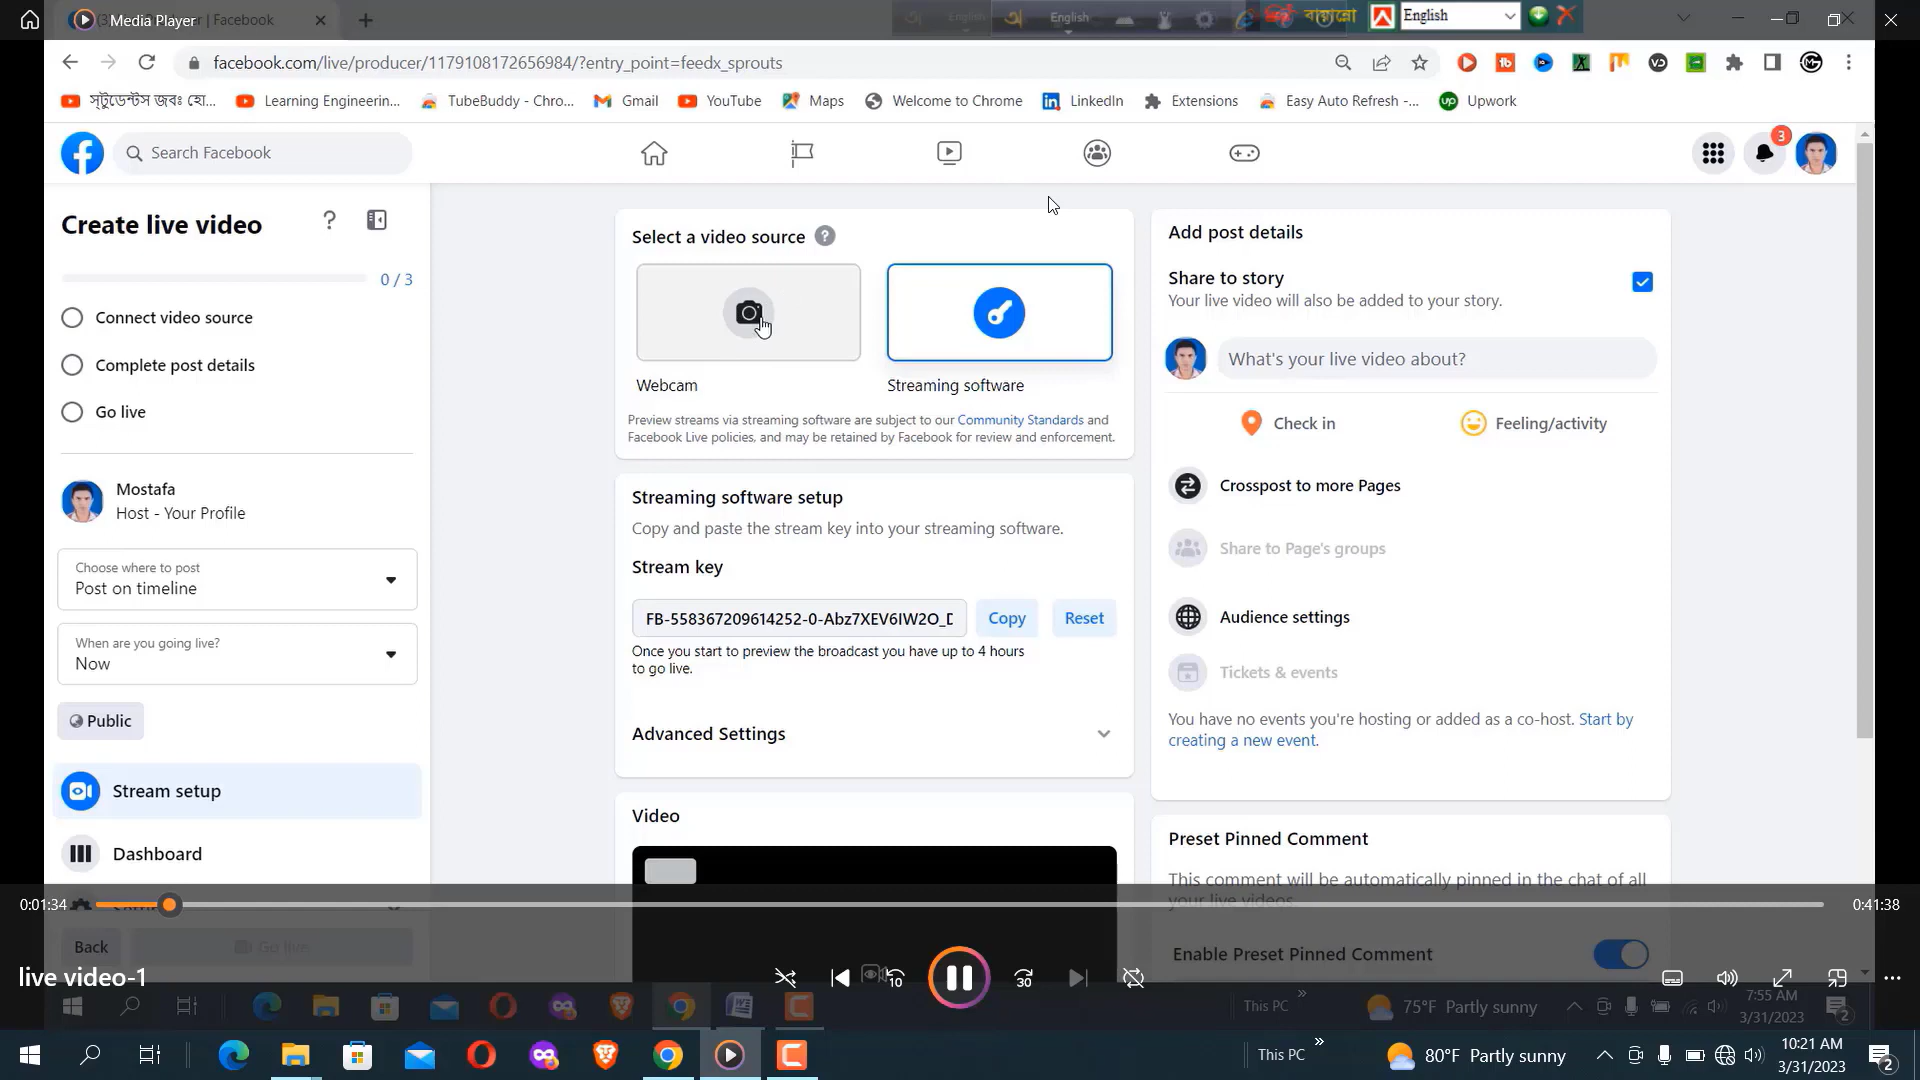 Media Player
| Facebook
English
English
English
facebook.com/live/producer/1179108172656984/?entry_point=feedx_sprouts
স্টুডেন্টস জবঃ হো...
Learning Engineerin...
TubeBuddy - Chro...
Gmail
YouTube
Maps
Welcome to Chrome
LinkedIn
Extensions
Easy Auto Refresh -...
Upwork
Search Facebook
3
Create live video
0 / 3
Connect video source
Complete post details
Go live
Mostafa
Host - Your Profile
Choose where to post
Post on timeline
When are you going live?
Now
Public
Stream setup
Dashboard
Back
Go live
Select a video source
Webcam
Streaming software
Preview streams via streaming software are subject to our Community Standards and
Facebook Live policies, and may be retained by Facebook for review and enforcement.
Streaming software setup
Copy and paste the stream key into your streaming software.
Stream key
FB-558367209614252-0-Abz7XEV6IW2O_D
Copy
Reset
Once you start to preview the broadcast you have up to 4 hours
to go live.
Advanced Settings
Video
Add post details
Share to story
Your live video will also be added to your story.
What's your live video about?
Check in
Feeling/activity
Crosspost to more Pages
Share to Page's groups
Audience settings
Tickets & events
You have no events you're hosting or added as a co-host. Start by
creating a new event.
Preset Pinned Comment
This comment will be automatically pinned in the chat of all
your live videos.
Enable Preset Pinned Comment
0:01:34
0:41:38
live video-1
10
30
This PC
75°F Partly sunny
7:55 AM
3/31/2023
2
This PC
80°F Partly sunny
10:21 AM
3/31/2023
2